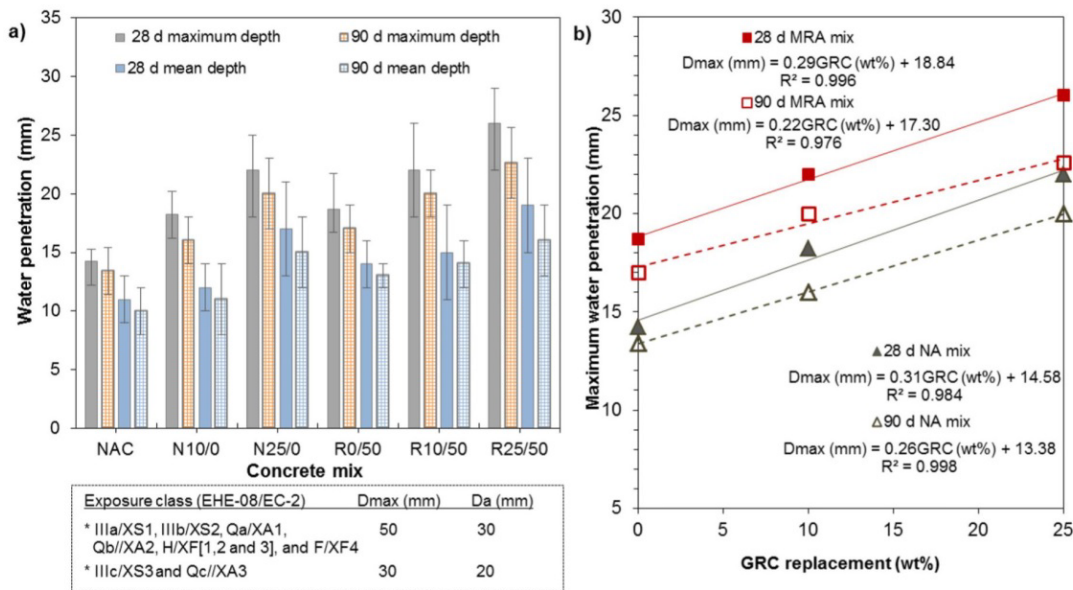 a)
28 d maximum depth
90 d maximum depth
28 d mean depth
90 d mean depth
Water penetration (mm)
40
35
30
25
20
15
10
5
0
NAC N10/0 N25/0 R0/50 R10/50 R25/50
Concrete mix
Exposure class (EHE-08/EC-2) Dmax (mm) Da (mm)
* IIIa/XS1, IIIb/XS2, Qa/XA1, 50 30
Qb//XA2, H/XF[1,2 and 3], and F/XF4
* IIIc/XS3 and Qc//XA3 30 20
b)
28 d MRA mix
Dmax (mm) = 0.29GRC (wt%) + 18.84
R² = 0.996
90 d MRA mix
Dmax (mm) = 0.22GRC (wt%) + 17.30
R² = 0.976
28 d NA mix
Dmax (mm) = 0.31GRC (wt%) + 14.58
R² = 0.984
90 d NA mix
Dmax (mm) = 0.26GRC (wt%) + 13.38
R² = 0.998
Maximum water penetration (mm)
30
25
20
15
10
5
0 5 10 15 20 25
GRC replacement (wt%)